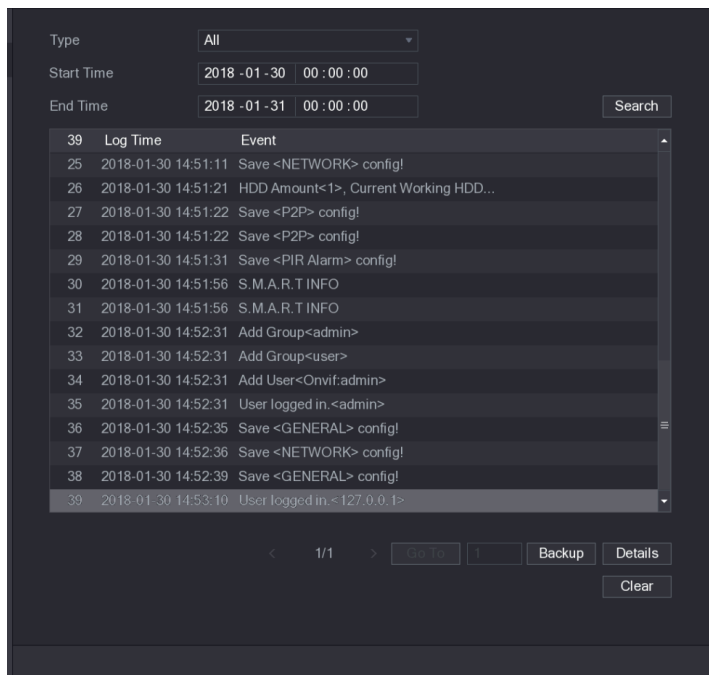 Type All
Start Time 2018 -01 -30 00 : 00 : 00
End Time 2018 -01 -31 00 : 00 : 00 Search
39 Log Time Event
25 2018-01-30 14:51:11 Save <NETWORK> config!
26 2018-01-30 14:51:21 HDD Amount<1>, Current Working HDD...
27 2018-01-30 14:51:22 Save <P2P> config!
28 2018-01-30 14:51:22 Save <P2P> config!
29 2018-01-30 14:51:31 Save <PIR Alarm> config!
30 2018-01-30 14:51:56 S.M.A.R.T INFO
31 2018-01-30 14:51:56 S.M.A.R.T INFO
32 2018-01-30 14:52:31 Add Group<admin>
33 2018-01-30 14:52:31 Add Group<user>
34 2018-01-30 14:52:31 Add User<Onvif:admin>
35 2018-01-30 14:52:31 User logged in.<admin>
36 2018-01-30 14:52:35 Save <GENERAL> config!
37 2018-01-30 14:52:36 Save <NETWORK> config!
38 2018-01-30 14:52:39 Save <GENERAL> config!
39 2018-01-30 14:53:10 User logged in.<127.0.0.1>
< 1/1 > Go To 1 Backup Details
Clear